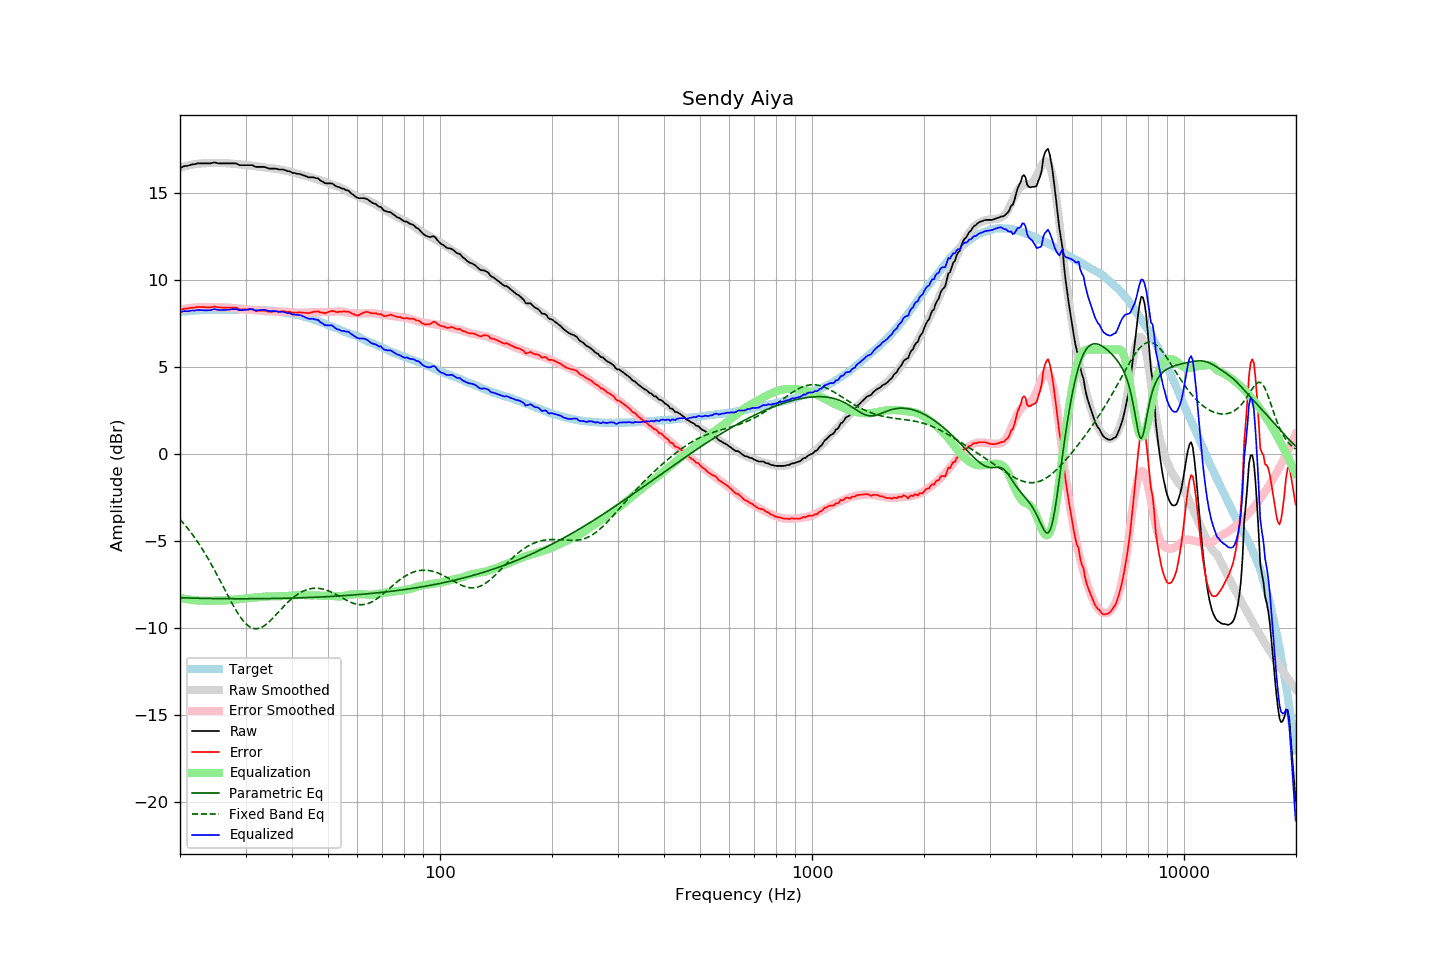 Sendy Aiya
Amplitude (dBr)
15
10
5
0
−5
−10
−15
−20
Target
Raw Smoothed
Error Smoothed
Raw
Error
Equalization
Parametric Eq
Fixed Band Eq
Equalized
100
1000
10000
Frequency (Hz)